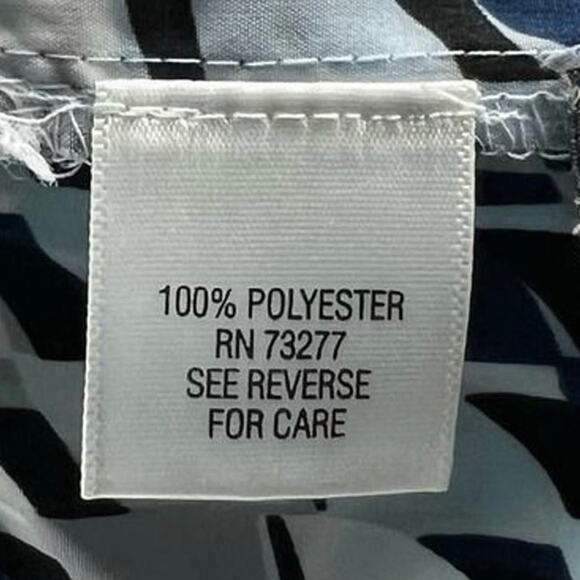 100% POLYESTER
RN 73277
SEE REVERSE
FOR CARE